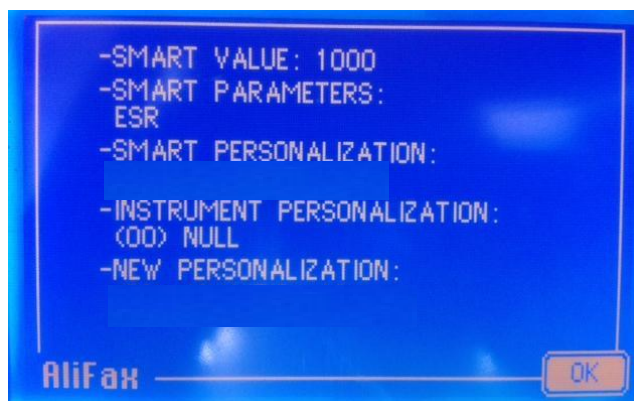 -SMART VALUE: 1000
-SMART PARAMETERS:
ESR
-SMART PERSONALIZATION:
-INSTRUMENT PERSONALIZATION:
(00) NULL
-NEW PERSONALIZATION:
AliFax
OK